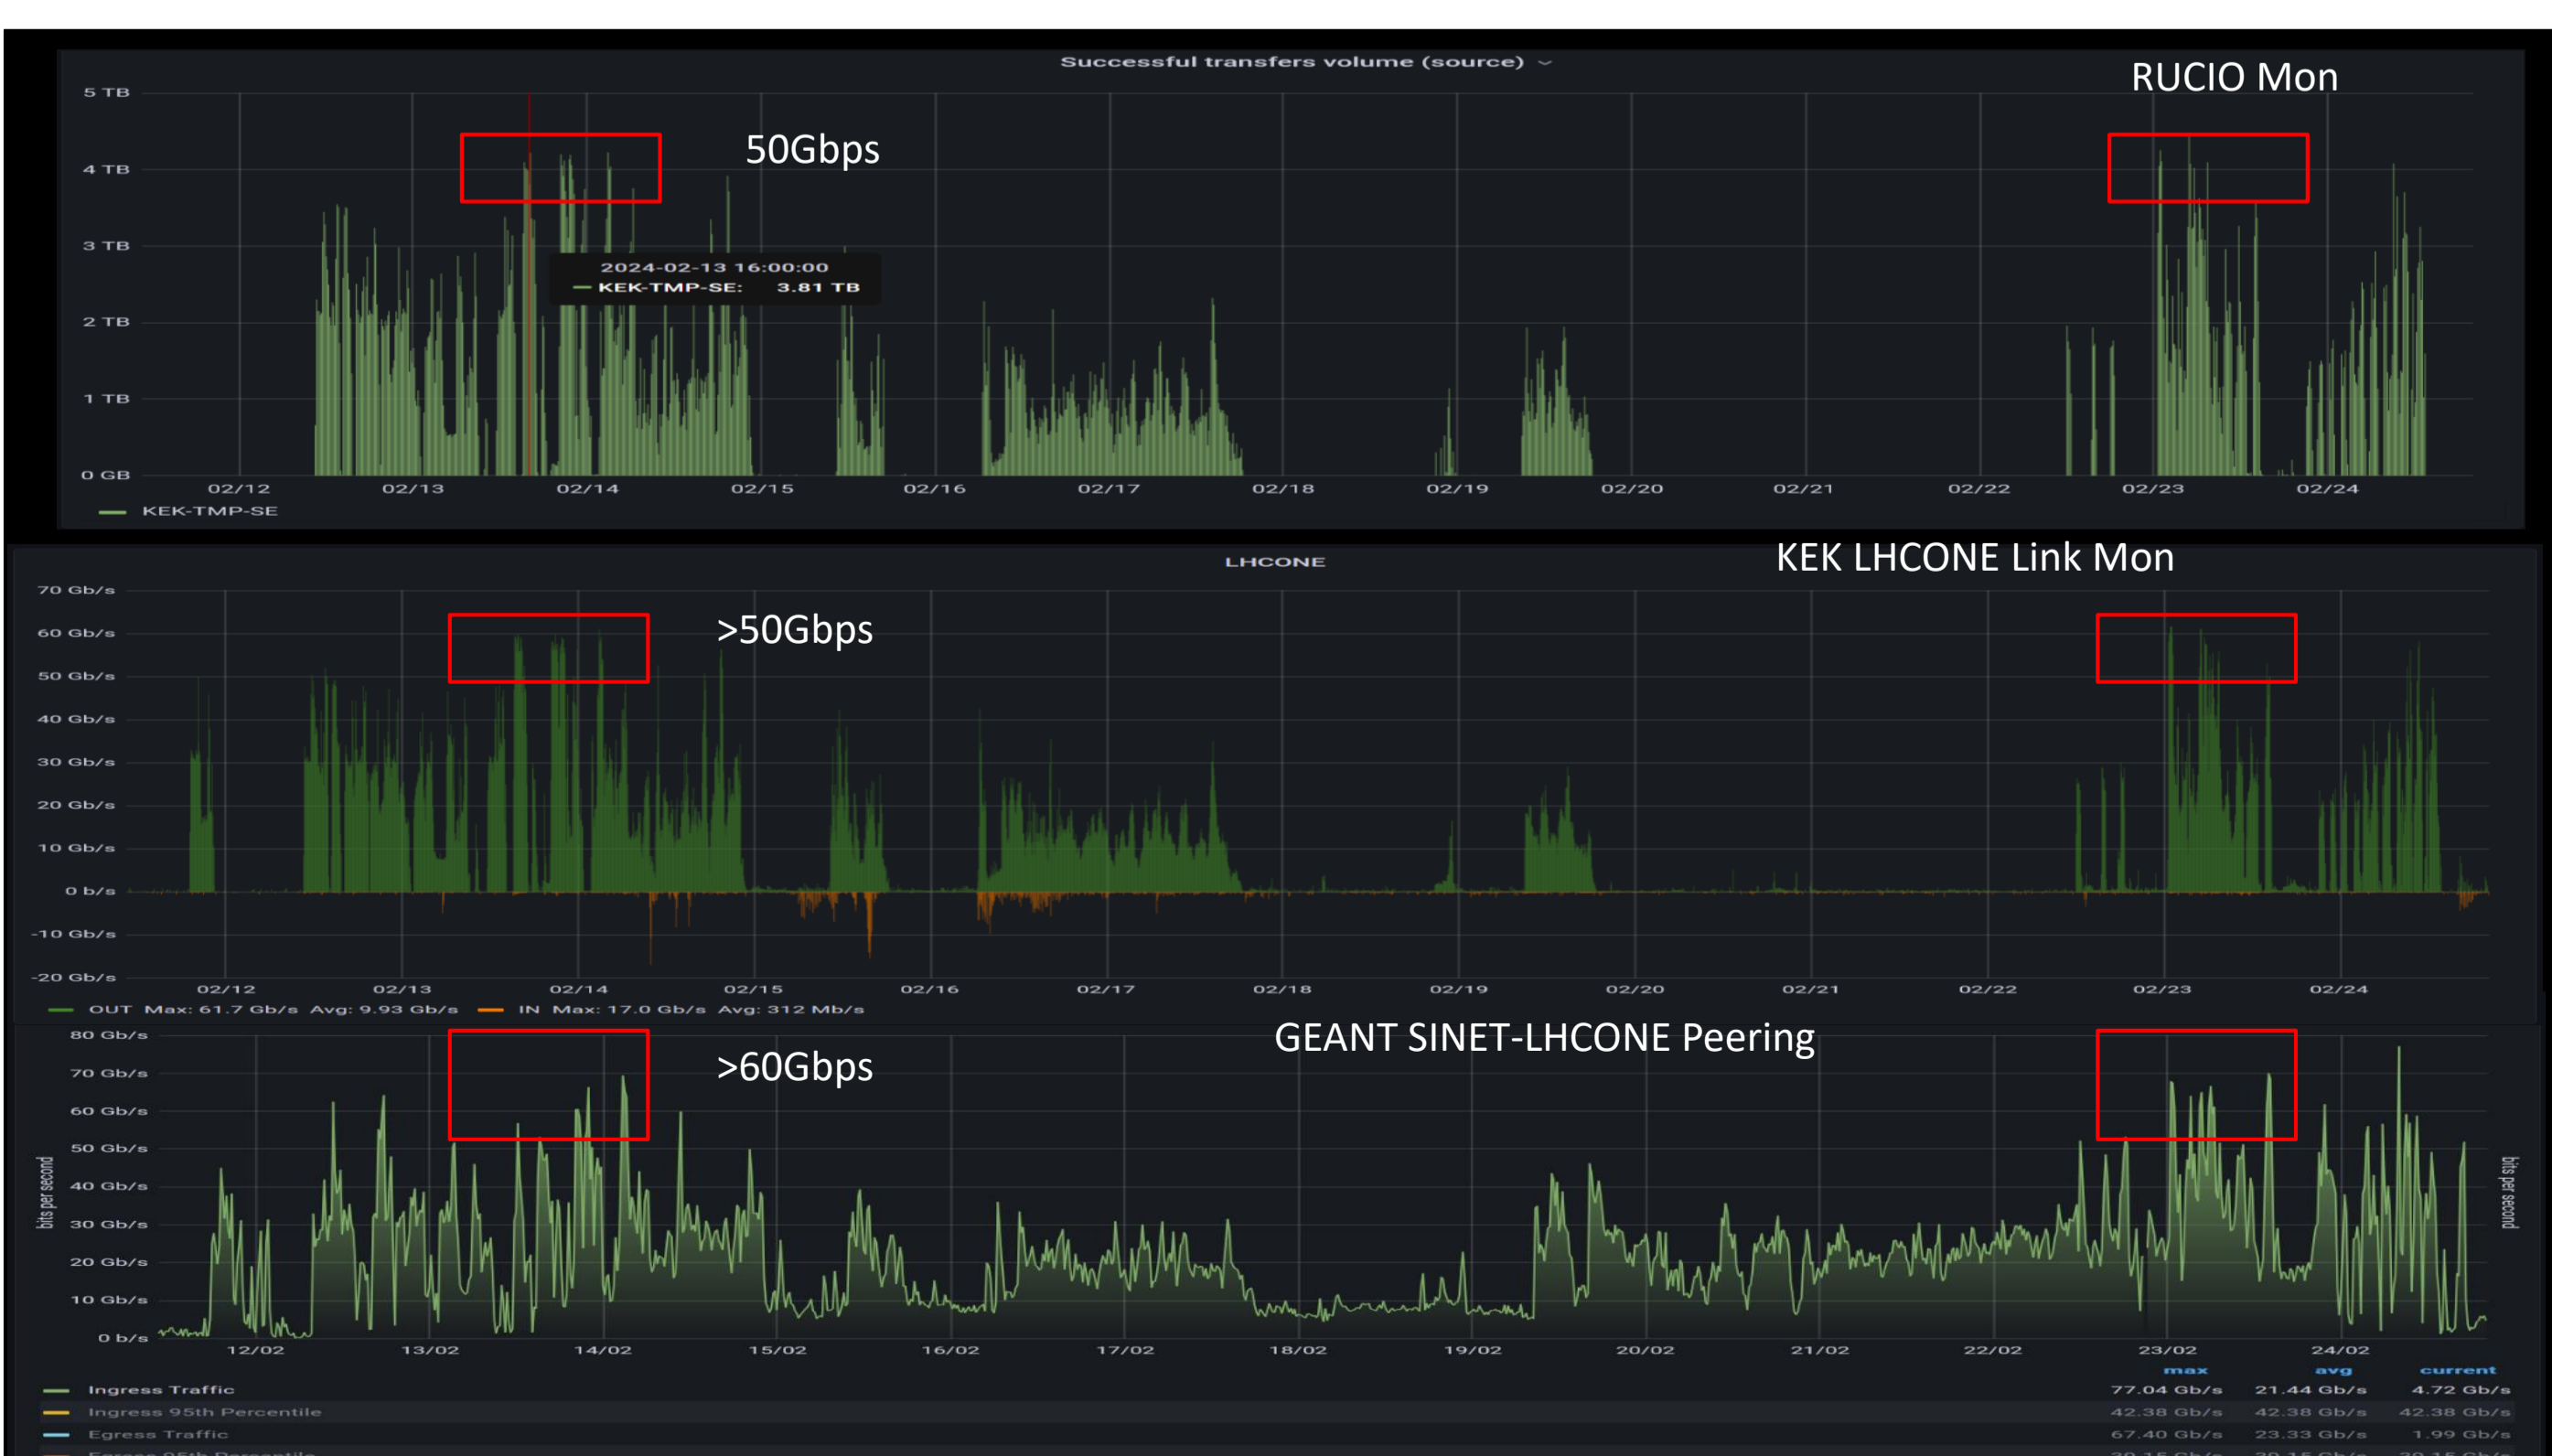 Successful transfers volume (source)
RUCIO Mon
5 TB
4 TB
3 TB
2 TB
1 TB
0 GB
50Gbps
2024-02-13 16:00:00
KEK-TMP-SE: 3.81 TB
02/12 02/13 02/14 02/15 02/16 02/17 02/18 02/19 02/20 02/21 02/22 02/23 02/24
KEK-TMP-SE
LHCONE
KEK LHCONE Link Mon
70 Gb/s
60 Gb/s
50 Gb/s
40 Gb/s
30 Gb/s
20 Gb/s
10 Gb/s
0 b/s
-10 Gb/s
-20 Gb/s
>50Gbps
02/12 02/13 02/14 02/15 02/16 02/17 02/18 02/19 02/20 02/21 02/22 02/23 02/24
OUT Max: 61.7 Gb/s Avg: 9.93 Gb/s IN Max: 17.0 Gb/s Avg: 312 Mb/s
GEANT SINET-LHCONE Peering
>60Gbps
80 Gb/s
70 Gb/s
60 Gb/s
50 Gb/s
40 Gb/s
30 Gb/s
20 Gb/s
10 Gb/s
0 b/s
bits per second
bits per second
12/02 13/02 14/02 15/02 16/02 17/02 18/02 19/02 20/02 21/02 22/02 23/02 24/02
max avg current
Ingress Traffic 77.04 Gb/s 21.44 Gb/s 4.72 Gb/s
Ingress 95th Percentile 42.38 Gb/s 42.38 Gb/s 42.38 Gb/s
Egress Traffic 67.40 Gb/s 23.33 Gb/s 1.99 Gb/s